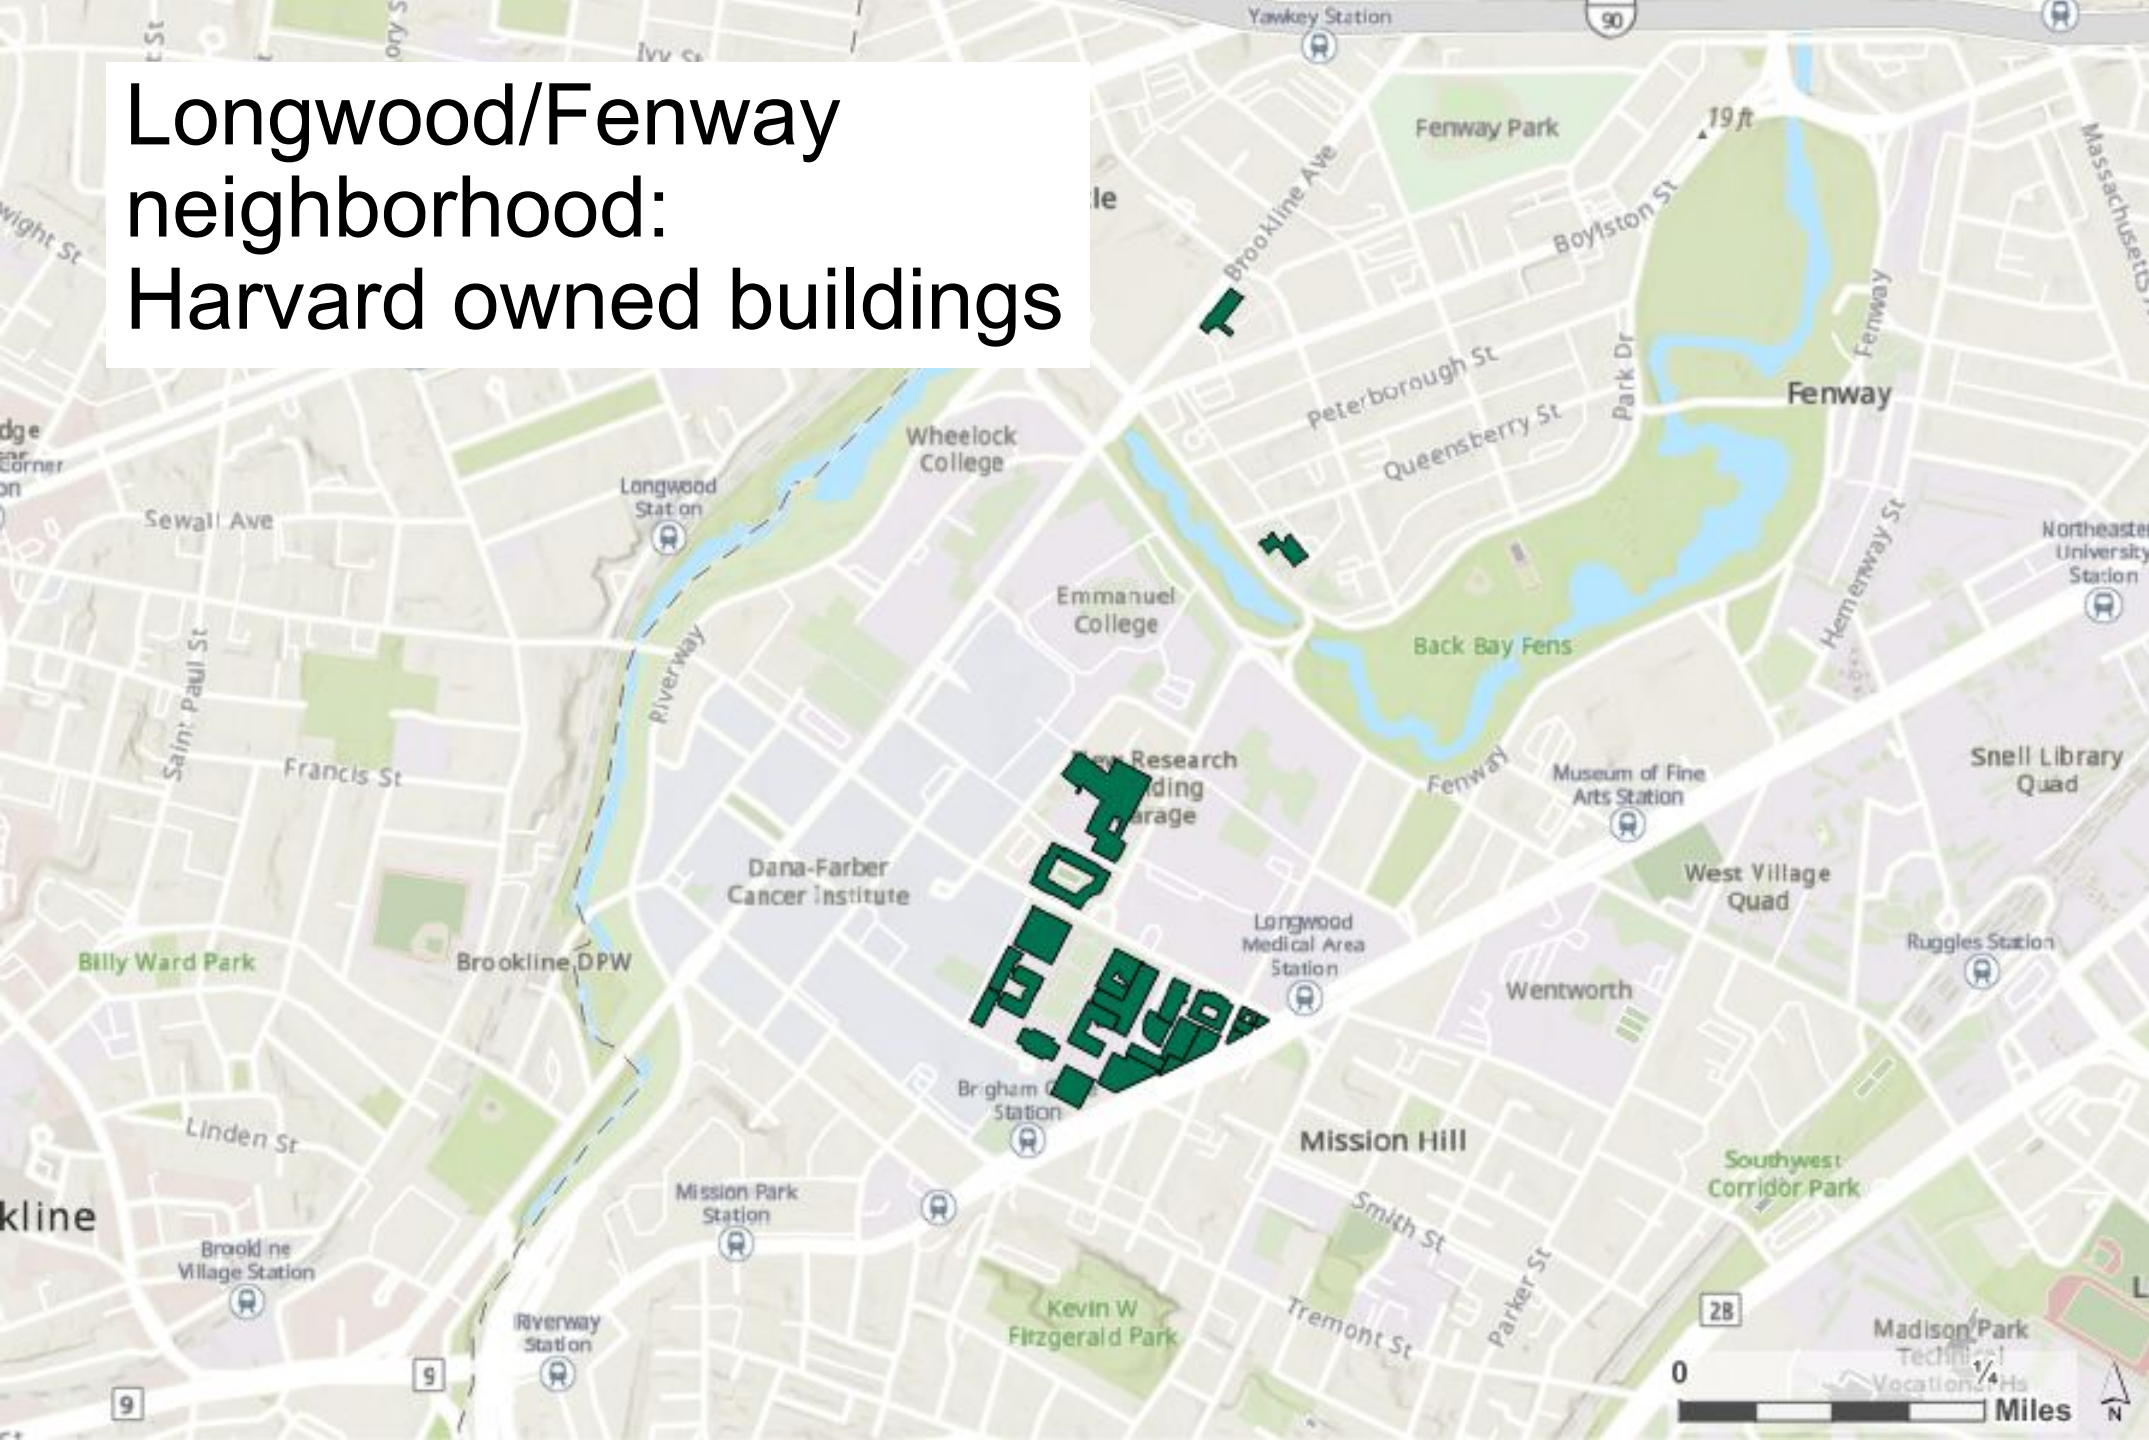 Longwood/Fenway
neighborhood:
Harvard owned buildings
Yawkey Station
90
Ivy St
Fenway Park
19 ft
Brookline Ave
Boylston St
Fenway
Park Dr
Peterborough St
Queensberry St
Fenway
Wheelock
College
Longwood
Sewall Ave
Hemenway St
University
Station
Emmanuel
College
Back Bay Fens
Riverway
Saint Paul St
Francis St
Research
Fenway
Museum of Fine
Arts Station
Snell Library
Quad
Dana-Farber
Cancer Institute
West Village
Quad
Longwood
Medical Area
Station
Ruggles Station
Billy Ward Park
Brookline DPW
Wentworth
Station
Linden St
Mission Hill
Southwest
Corridor Park
Mission Park
Station
Smith St
Village Station
Parker St
Kevin W
Fitzgerald Park
Tremont St
Riverway
Station
28
Madison Park
9
9
0
¼
Miles
N